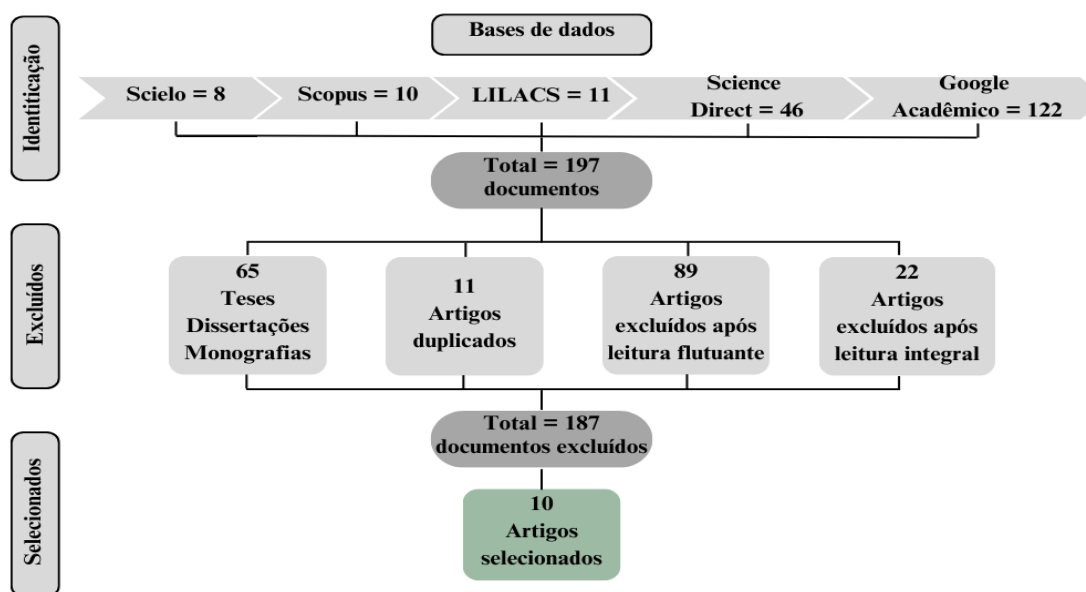 Bases de dados
Identiticação
Scielo = 8
Scopus = 10
LILACS = 11
Science
Direct = 46
Google
Acadêmico = 122
Total = 197
documentos
Excluídos
65
Teses
Dissertações
Monografias
11
Artigos
duplicados
89
Artigos
excluídos após
leitura flutuante
22
Artigos
excluídos após
leitura integral
Total = 187
documentos excluídos
Selecionados
10
Artigos
selecionados